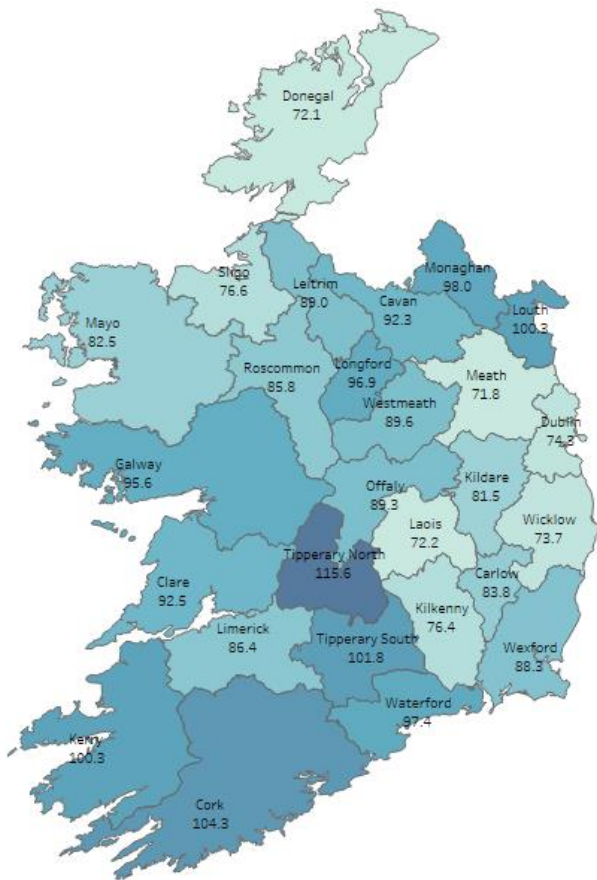 Donegal
72.1
Sligo
76.6
Leitrim
89.0
Monaghan
98.0
Cavan
92.3
Louth
100.3
Mayo
82.5
Roscommon
85.8
Longford
96.9
Westmeath
89.6
Meath
71.8
Dublin
74.3
Galway
95.6
Offaly
89.3
Kildare
81.5
Laois
72.2
Wicklow
73.7
Tipperary North
115.6
Clare
92.5
Carlow
83.8
Kilkenny
76.4
Limerick
86.4
Tipperary South
101.8
Wexford
88.3
Waterford
97.4
Kerry
100.3
Cork
104.3